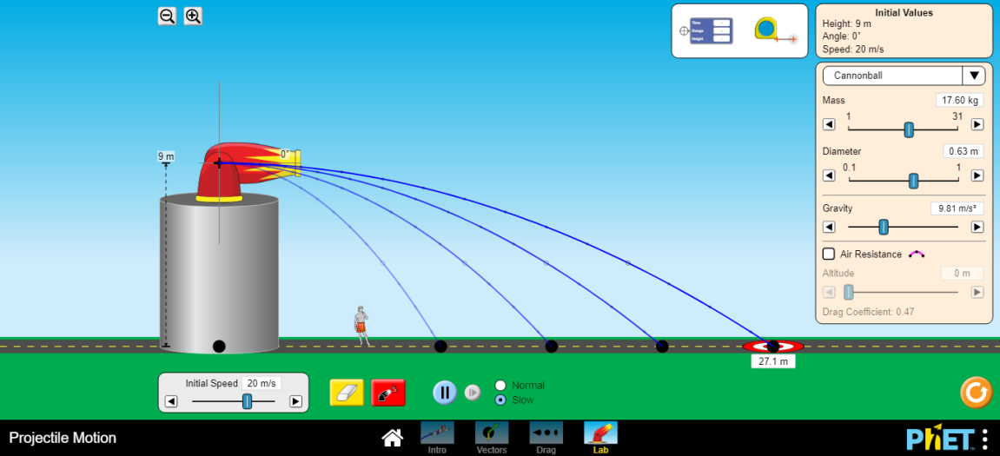 Time -
Range -
Height -
Initial Values
Height: 9 m
Angle: 0°
Speed: 20 m/s
Cannonball
Mass 17.60 kg
1 31
Diameter 0.63 m
0.1 1
Gravity 9.81 m/s²
Air Resistance
Altitude 0 m
Drag Coefficient: 0.47
9 m
0°
27.1 m
Initial Speed 20 m/s
Normal
Slow
Projectile Motion
Intro
Vectors
Drag
Lab
PhET